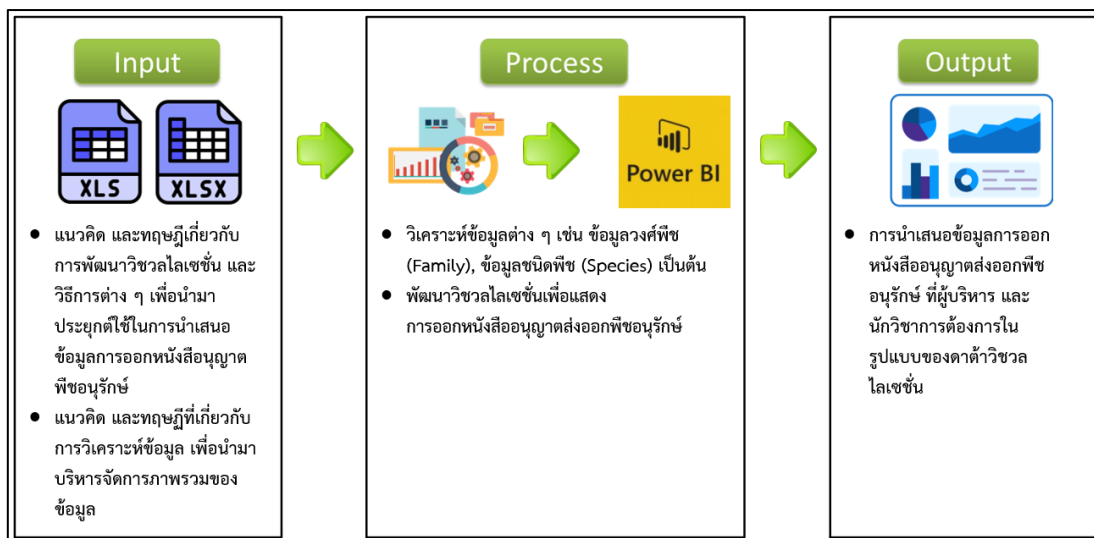 Input
XLS
XLSX
● แนวคิด และทฤษฎีเกี่ยวกับ
การพัฒนาวิชวลไลเซชั่น และ
วิธีการต่าง ๆ เพื่อนำมา
ประยุกต์ใช้ในการนำเสนอ
ข้อมูลการออกหนังสืออนุญาต
พืชอนุรักษ์
● แนวคิด และทฤษฏีที่เกี่ยวกับ
การวิเคราะห์ข้อมูล เพื่อนำมา
บริหารจัดการภาพรวมของ
ข้อมูล
Process
Power BI
● วิเคราะห์ข้อมูลต่าง ๆ เช่น ข้อมูลวงศ์พืช
(Family), ข้อมูลชนิดพืช (Species) เป็นต้น
● พัฒนาวิชวลไลเซชั่นเพื่อแสดง
การออกหนังสืออนุญาตส่งออกพืชอนุรักษ์
Output
● การนำเสนอข้อมูลการออก
หนังสืออนุญาตส่งออกพืช
อนุรักษ์ ที่ผู้บริหาร และ
นักวิชาการต้องการใน
รูปแบบของดาต้าวิชวล
ไลเซชั่น